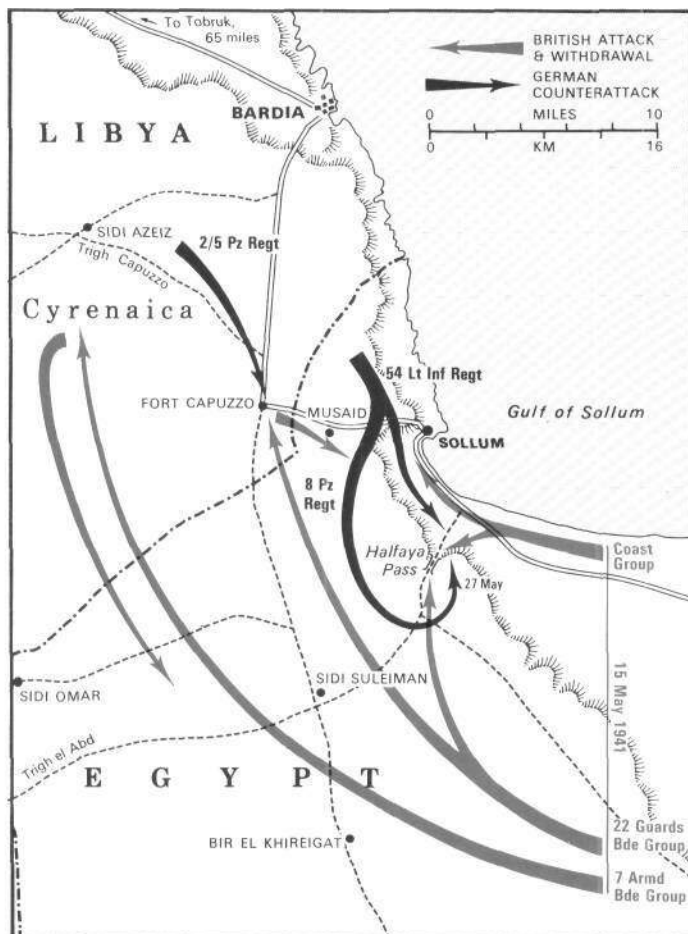 To Tobruk,
65 miles
BRITISH ATTACK
& WITHDRAWAL
GERMAN
COUNTERATTACK
0 MILES 10
0 KM 16
BARDIA
LIBYA
SIDI AZEIZ
2/5 Pz Regt
Trigh Capuzzo
Cyrenaica
54 Lt Inf Regt
FORT CAPUZZO
MUSAID
Gulf of Sollum
SOLLUM
8 Pz
Regt
Halfaya
Pass
Coast
Group
27 May
15 May 1941
SIDI OMAR
SIDI SULEIMAN
Trigh el Abd
EGYPT
22 Guards
Bde Group
BIR EL KHIREIGAT
7 Armd
Bde Group